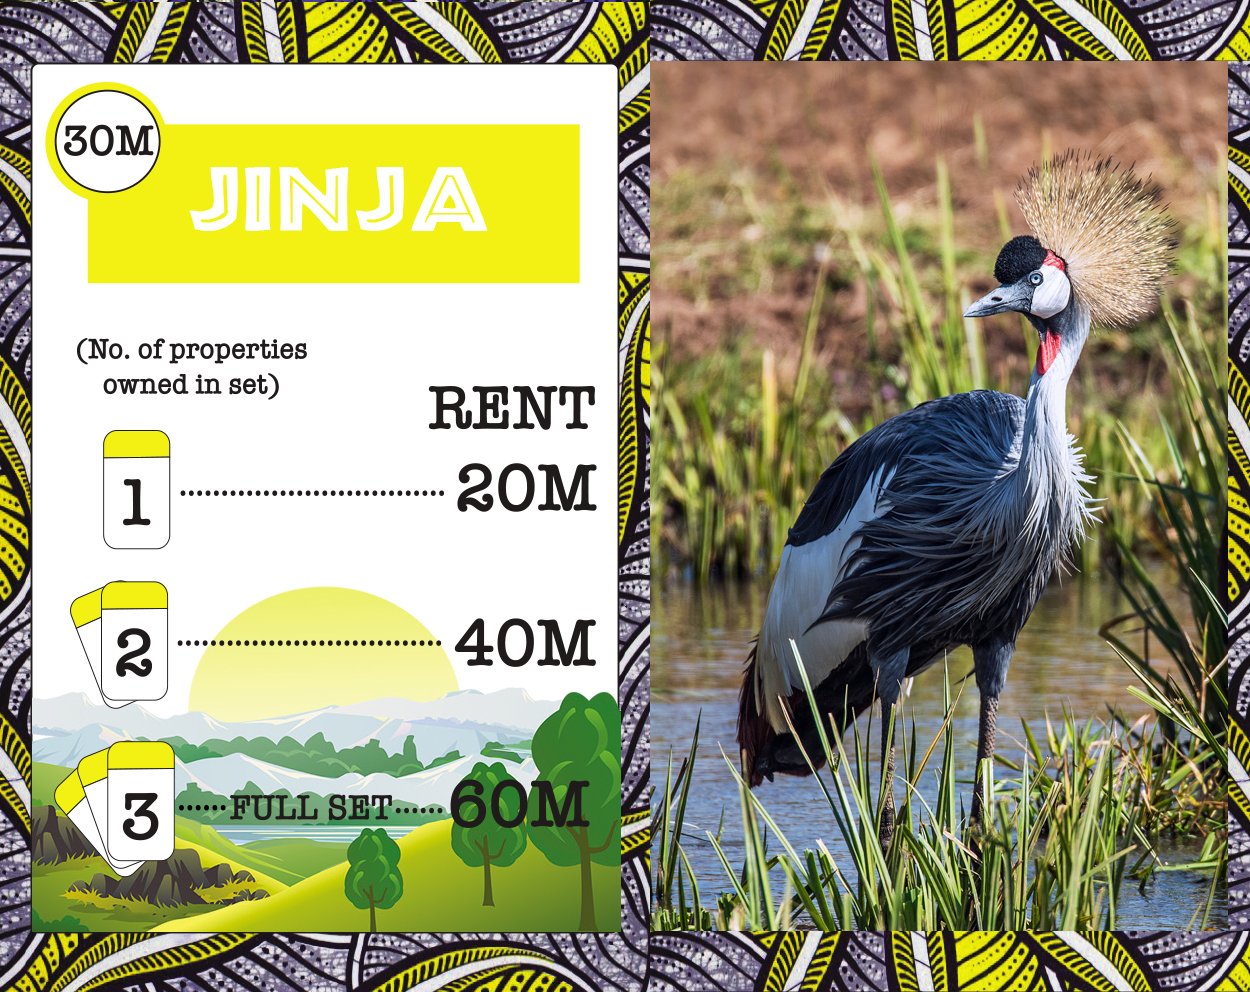 30M
JINJA
(No. of properties
owned in set)
RENT
1 ........................ 20M
2 ........................ 40M
3 ......FULL SET...... 60M